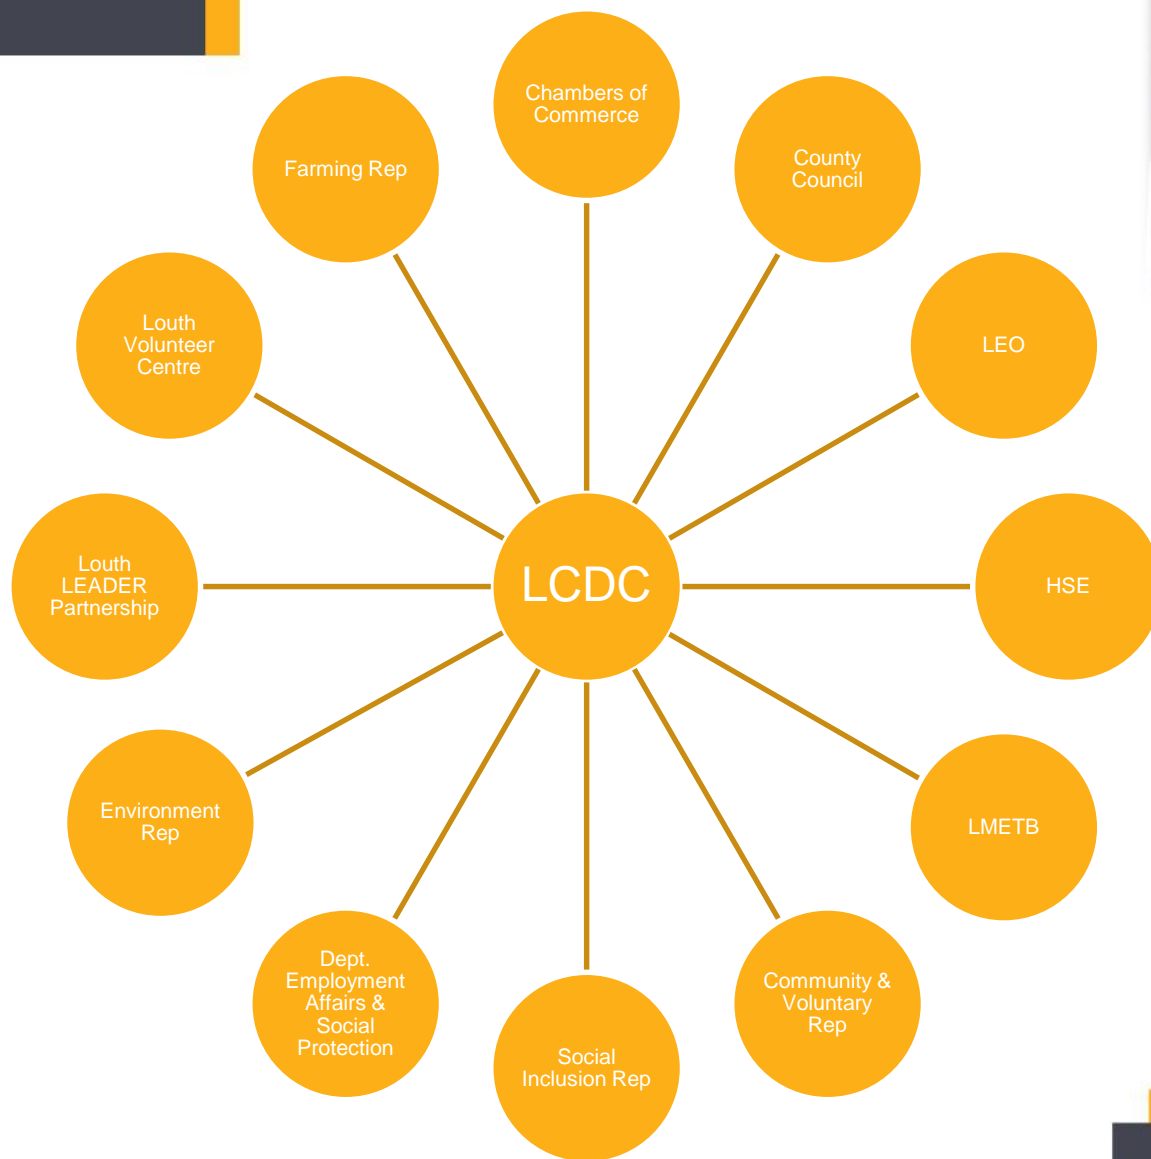 Chambers of
Commerce
County
Council
LEO
HSE
LMETB
Community &
Voluntary
Rep
Social
Inclusion Rep
Dept.
Employment
Affairs &
Social
Protection
Environment
Rep
Louth
LEADER
Partnership
Louth
Volunteer
Centre
Farming Rep
LCDC